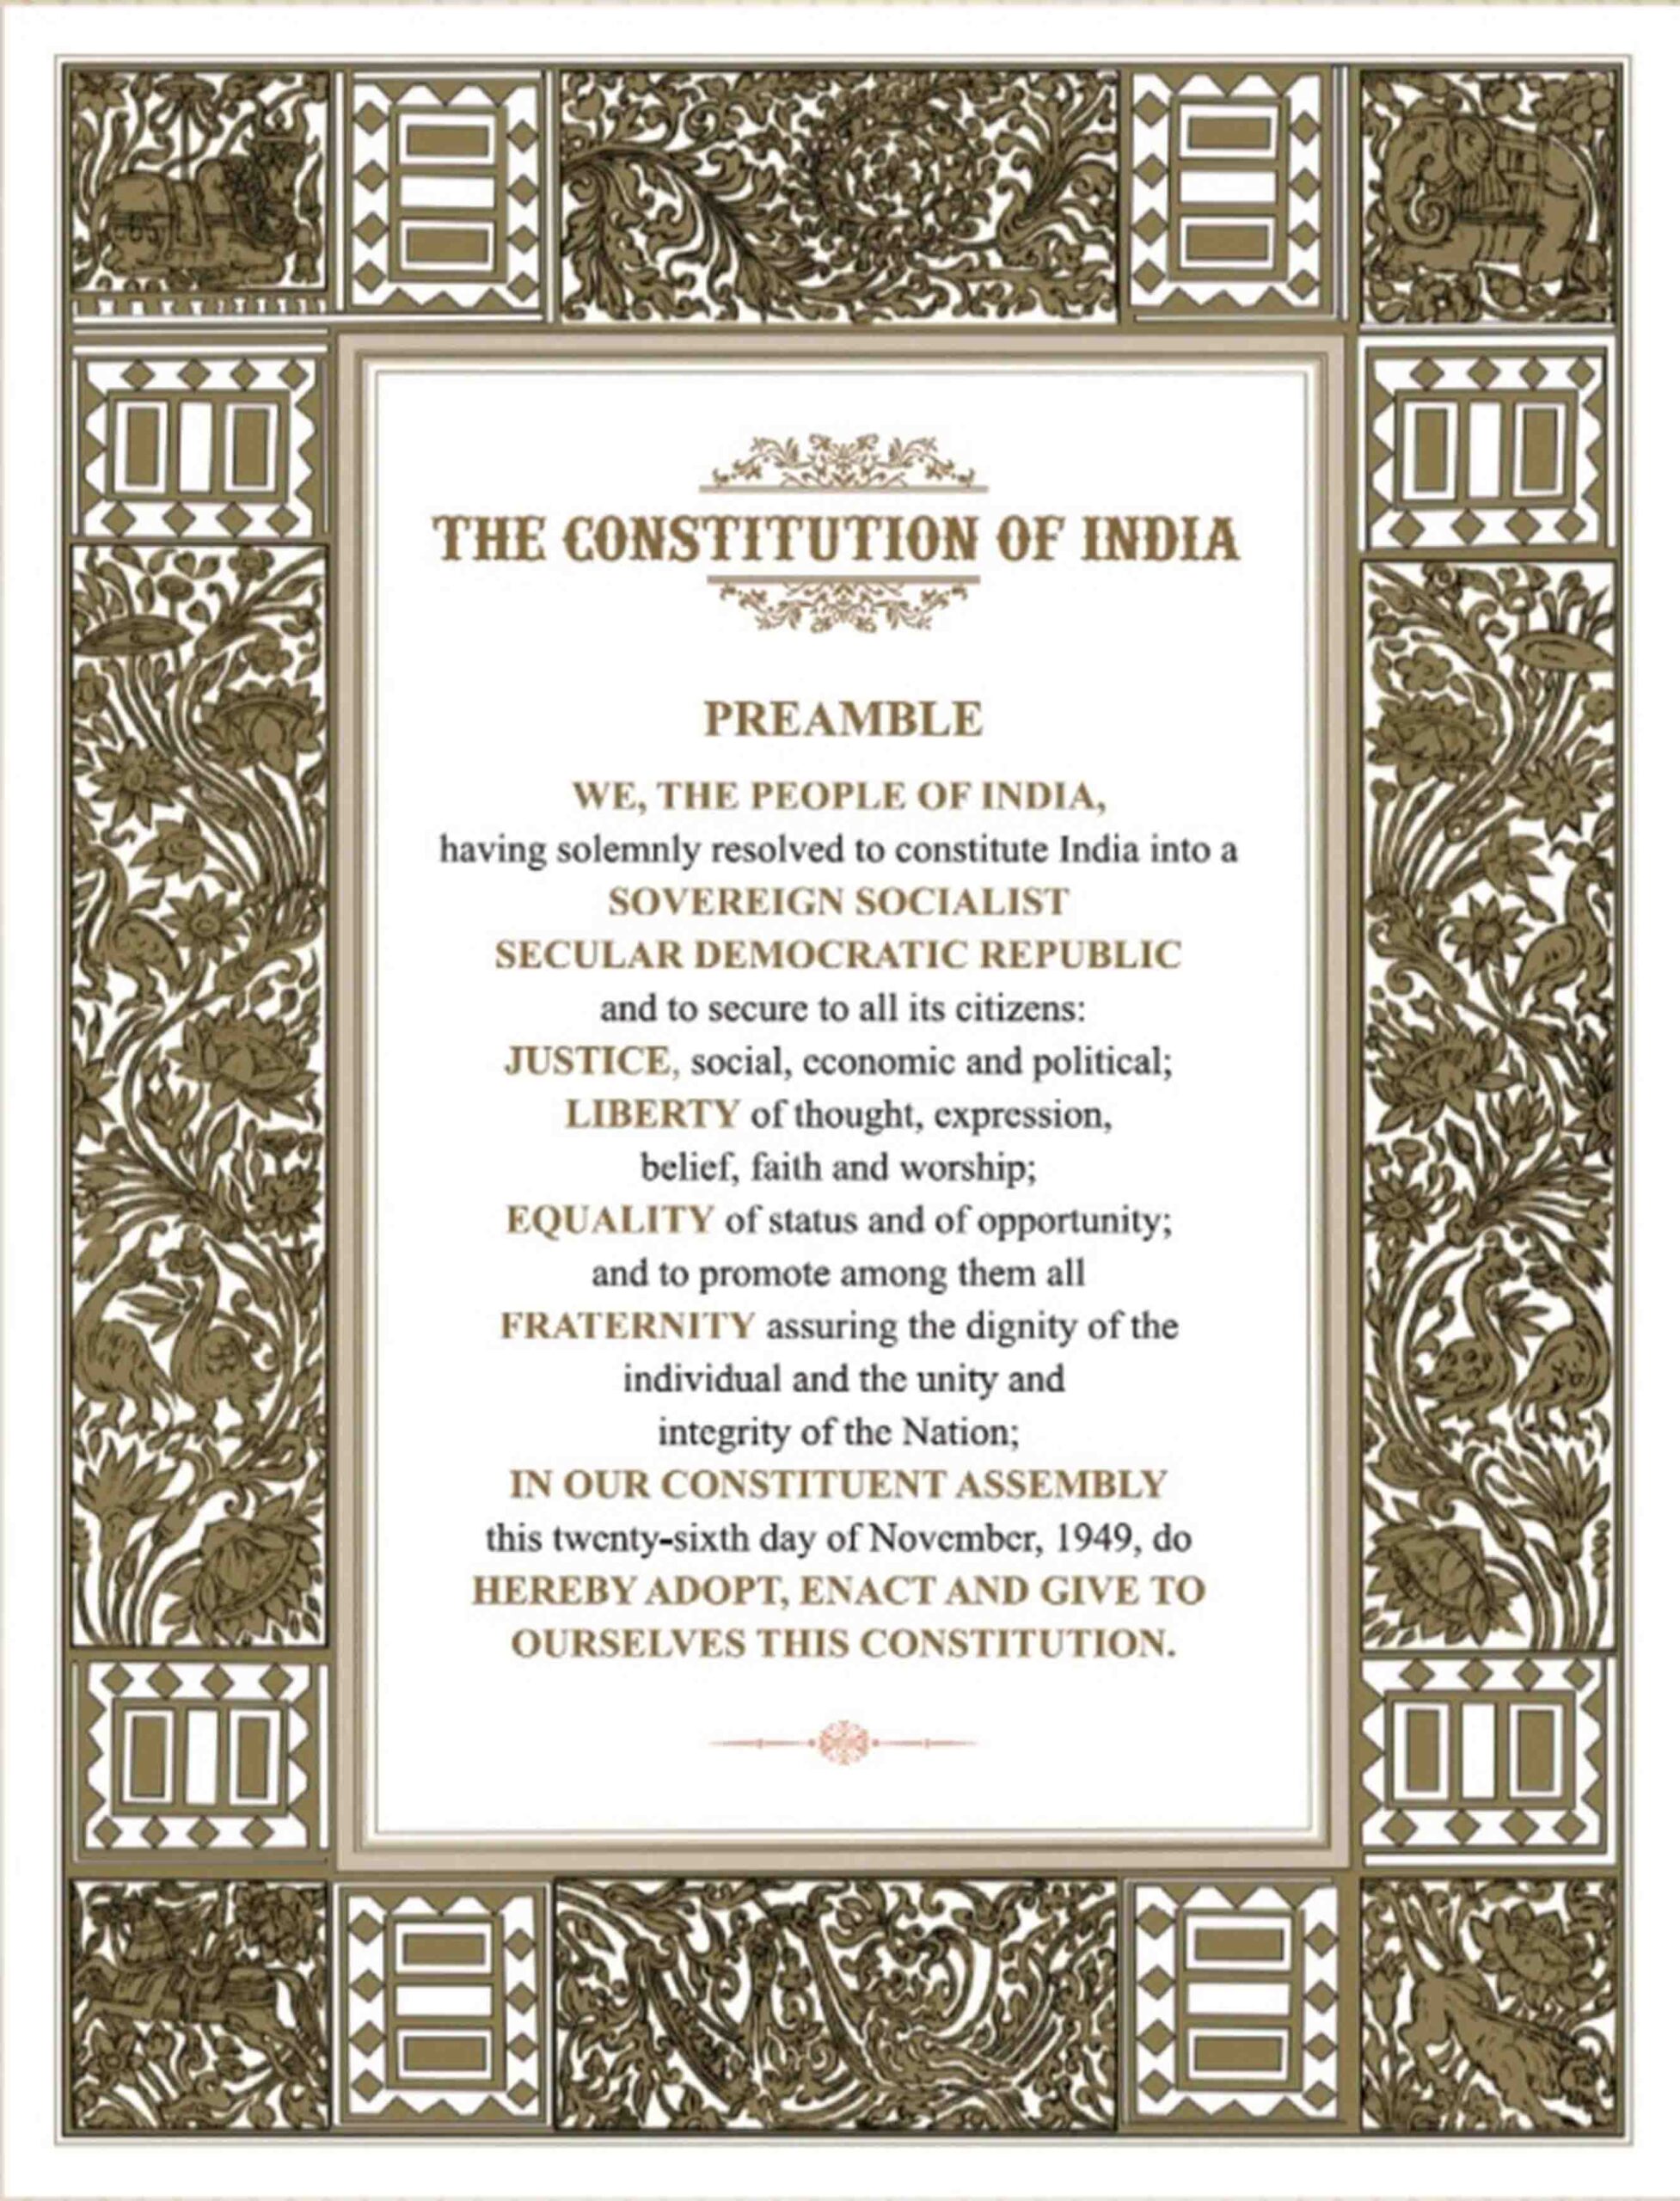 THE CONSTITUTION OF INDIA
PREAMBLE
WE, THE PEOPLE OF INDIA,
having solemnly resolved to constitute India into a
SOVEREIGN SOCIALIST
SECULAR DEMOCRATIC REPUBLIC
and to secure to all its citizens:
JUSTICE, social, economic and political;
LIBERTY of thought, expression,
belief, faith and worship;
EQUALITY of status and of opportunity;
and to promote among them all
FRATERNITY assuring the dignity of the
individual and the unity and
integrity of the Nation;
IN OUR CONSTITUENT ASSEMBLY
this twenty-sixth day of November, 1949, do
HEREBY ADOPT, ENACT AND GIVE TO
OURSELVES THIS CONSTITUTION.